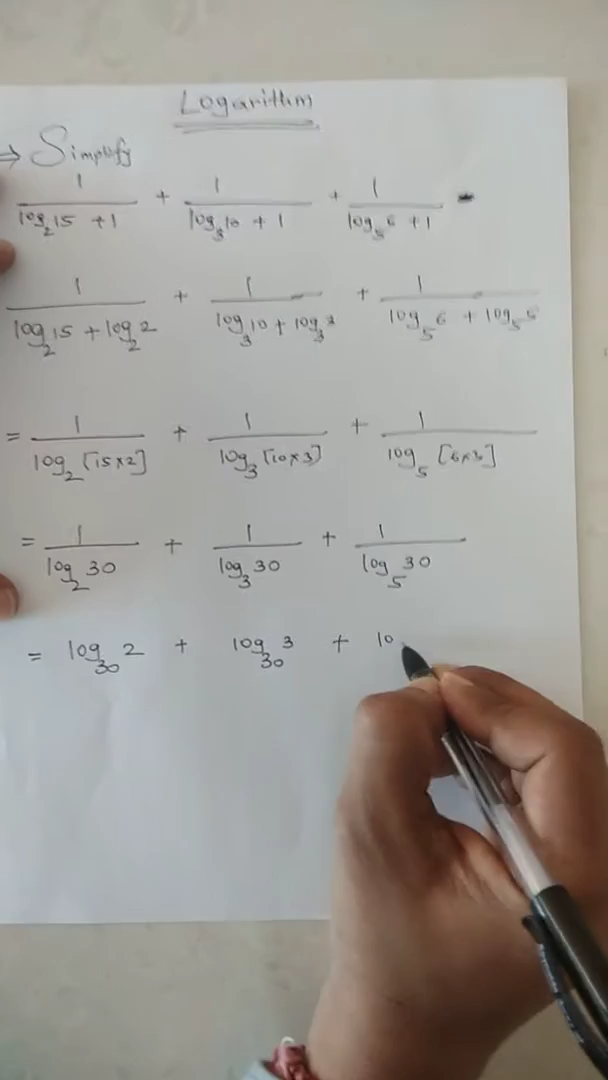 Logarithm
⇒ Simplify
1/(log₂15 + 1) + 1/(log₃10 + 1) + 1/(log₅6 + 1) -
1/(log₂15 + log₂2) + 1/(log₃10 + log₃3) + 1/(log₅6 + log₅5)
= 1/(log₂[15×2]) + 1/(log₃[10×3]) + 1/(log₅[6×5])
= 1/(log₂30) + 1/(log₃30) + 1/(log₅30)
= log₃₀2 + log₃₀3 + lo